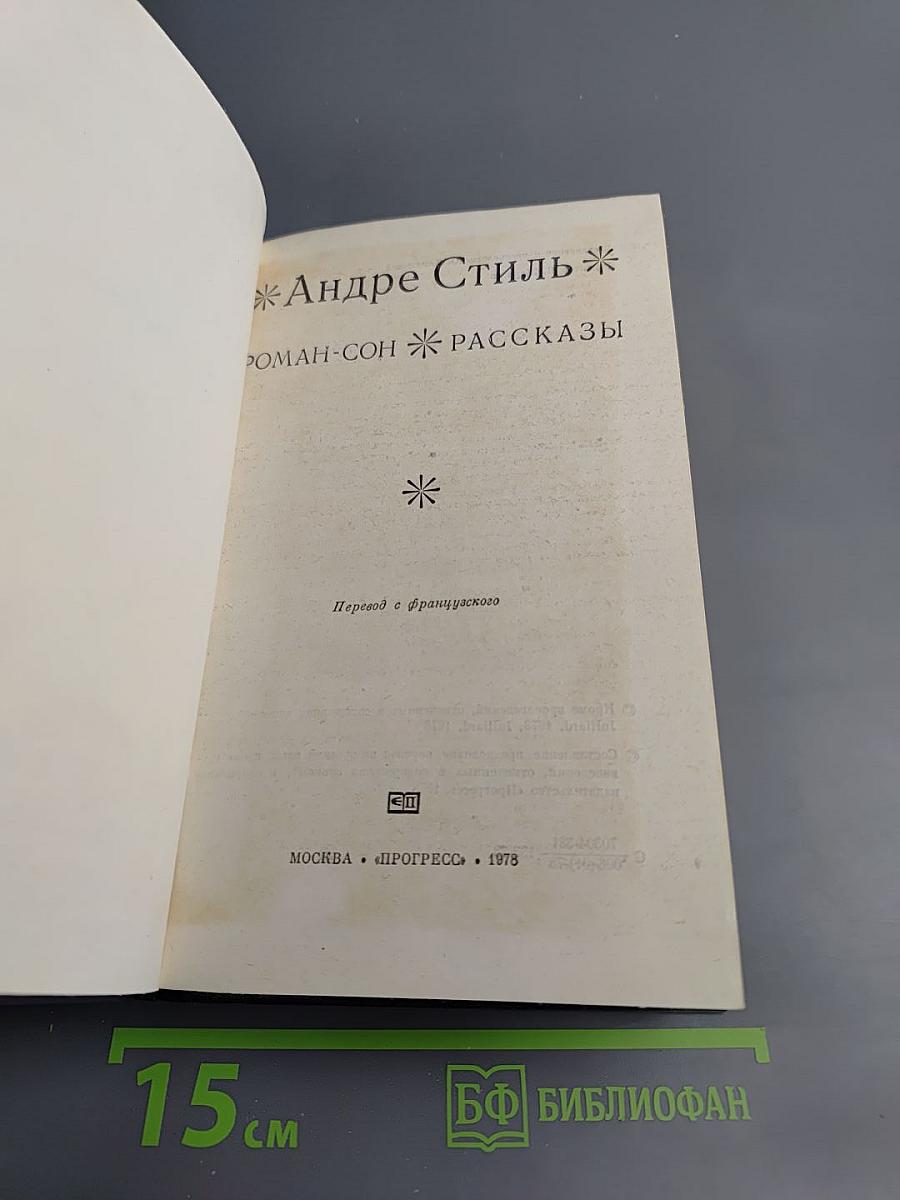 Андре Стиль
РОМАН-СОН * РАССКАЗЫ
Перевод с французского
МОСКВА • «ПРОГРЕСС» • 1978
15 см
БФ БИБЛИОФАН